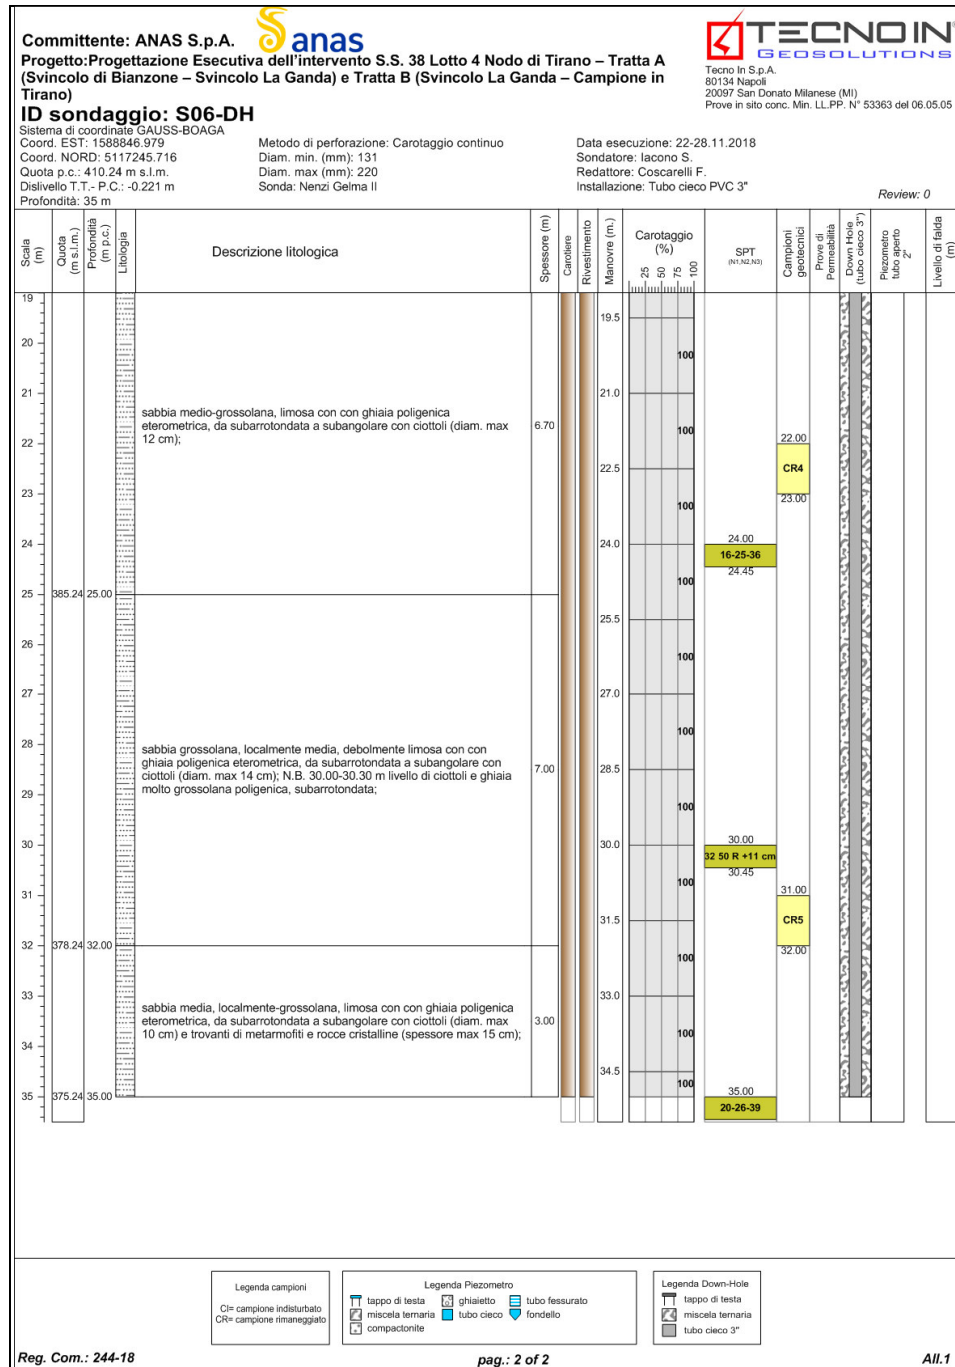 Committente: ANAS S.p.A.
anas
Progetto:Progettazione Esecutiva dell'intervento S.S. 38 Lotto 4 Nodo di Tirano – Tratta A
(Svincolo di Bianzone – Svincolo La Ganda) e Tratta B (Svincolo La Ganda – Campione in
Tirano)
ID sondaggio: S06-DH
TECNOIN
GEOSOLUTIONS
Tecno In S.p.A.
80134 Napoli
20097 San Donato Milanese (MI)
Prove in sito conc. Min. LL.PP. N° 53363 del 06.05.05
Sistema di coordinate GAUSS-BOAGA
Coord. EST: 1588846.979
Coord. NORD: 5117245.716
Quota p.c.: 410.24 m s.l.m.
Dislivello T.T.- P.C.: -0.221 m
Profondità: 35 m
Metodo di perforazione: Carotaggio continuo
Diam. min. (mm): 131
Diam. max (mm): 220
Sonda: Nenzi Gelma II
Data esecuzione: 22-28.11.2018
Sondatore: Iacono S.
Redattore: Coscarelli F.
Installazione: Tubo cieco PVC 3"
Review: 0
Scala
(m)
Quota
(m s.l.m.)
Profondità
(m p.c.)
Litologia
Descrizione litologica
Spessore (m)
Carotiere
Rivestimento
Manovre (m.)
Carotaggio
(%)
25 50 75 100
SPT
(N1,N2,N3)
Campioni
geotecnici
Prove di
Permeabilità
Down Hole
(tubo cieco 3")
Piezometro
tubo aperto
2"
Livello di falda
(m)
19
19.5
20
100
21
21.0
sabbia medio-grossolana, limosa con con ghiaia poligenica
eterometrica, da subarrotondata a subangolare con ciottoli (diam. max
12 cm);
6.70
100
22
22.00
22.5
CR4
23
23.00
100
24
24.0
24.00
16-25-36
24.45
100
25
385.24 25.00
25.5
26
100
27
27.0
100
28
sabbia grossolana, localmente media, debolmente limosa con con
ghiaia poligenica eterometrica, da subarrotondata a subangolare con
ciottoli (diam. max 14 cm); N.B. 30.00-30.30 m livello di ciottoli e ghiaia
molto grossolana poligenica, subarrotondata;
7.00
28.5
29
100
30
30.0
30.00
32 50 R +11 cm
30.45
100
31
31.00
31.5
CR5
32
378.24 32.00
32.00
100
33
33.0
sabbia media, localmente-grossolana, limosa con con ghiaia poligenica
eterometrica, da subarrotondata a subangolare con ciottoli (diam. max
10 cm) e trovanti di metarmofiti e rocce cristalline (spessore max 15 cm);
3.00
100
34
34.5
100
35
375.24 35.00
35.00
20-26-39
Legenda campioni
CI= campione indisturbato
CR= campione rimaneggiato
Legenda Piezometro
tappo di testa
ghiaietto
tubo fessurato
miscela ternaria
tubo cieco
fondello
compactonite
Legenda Down-Hole
tappo di testa
miscela ternaria
tubo cieco 3"
Reg. Com.: 244-18
pag.: 2 of 2
All.1